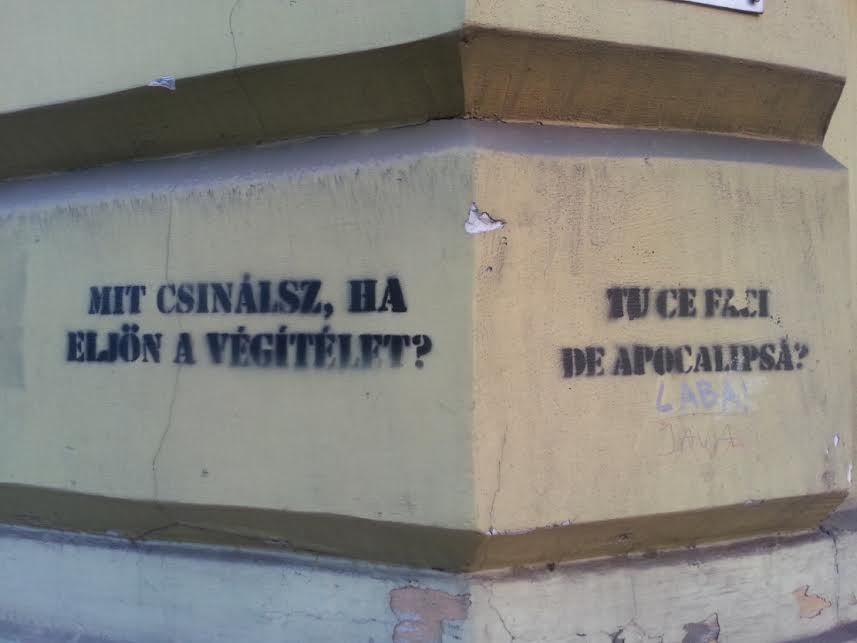 MIT CSINÁLSZ, HA
ELJÖN A VÉGÍTÉLET?
TU CE FACI
DE APOCALIPSĂ?
LABA!